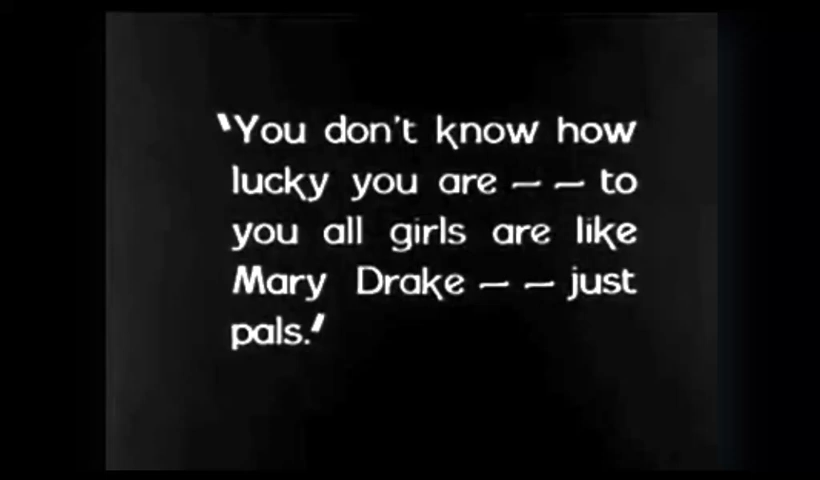 'You don't know how
lucky you are — — to
you all girls are like
Mary Drake — — just
pals.'